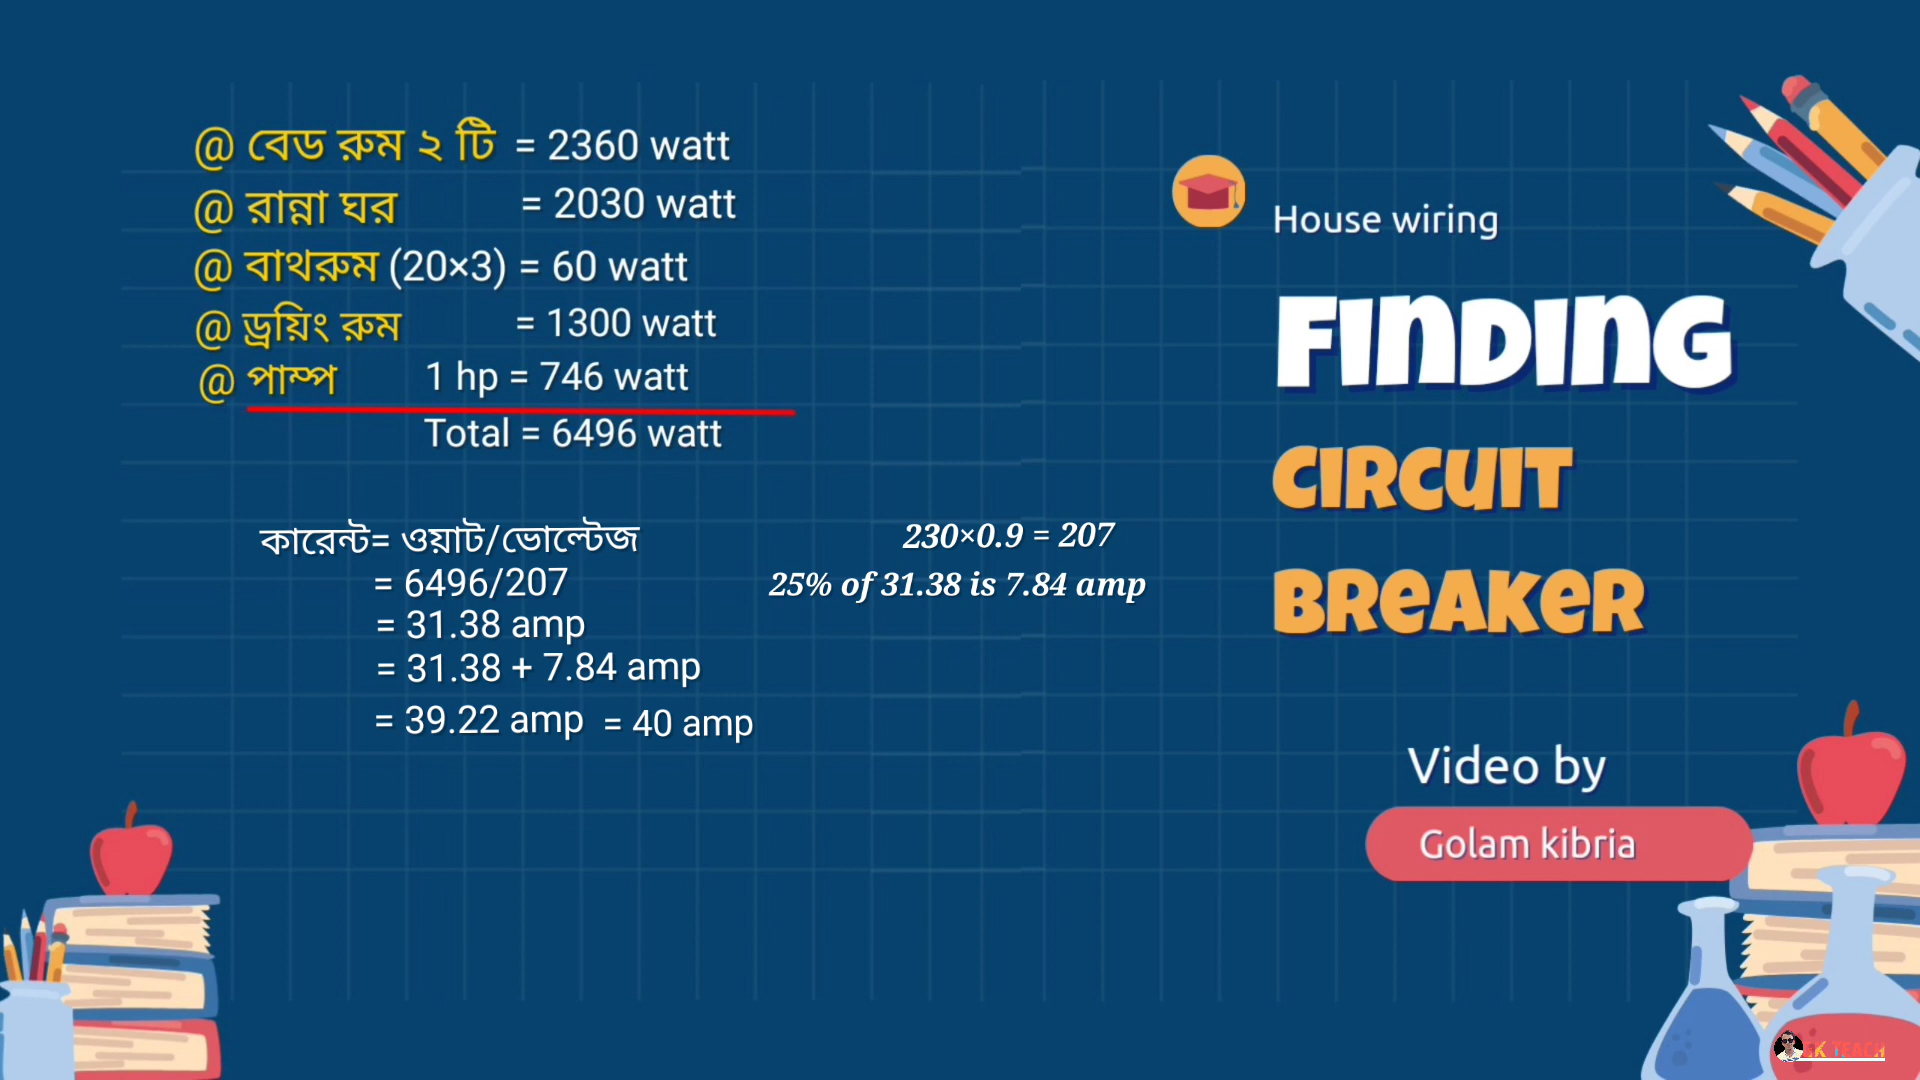 @ বেড রুম ২ টি = 2360 watt
@ রান্না ঘর = 2030 watt
@ বাথরুম (20×3) = 60 watt
@ ড্রয়িং রুম = 1300 watt
@ পাম্প 1 hp = 746 watt
Total = 6496 watt
কারেন্ট= ওয়াট/ভোল্টেজ
= 6496/207
= 31.38 amp
= 31.38 + 7.84 amp
= 39.22 amp = 40 amp
230×0.9 = 207
25% of 31.38 is 7.84 amp
House wiring
FINDING
CIRCUIT
BREAKER
Video by
Golam kibria
TEACH